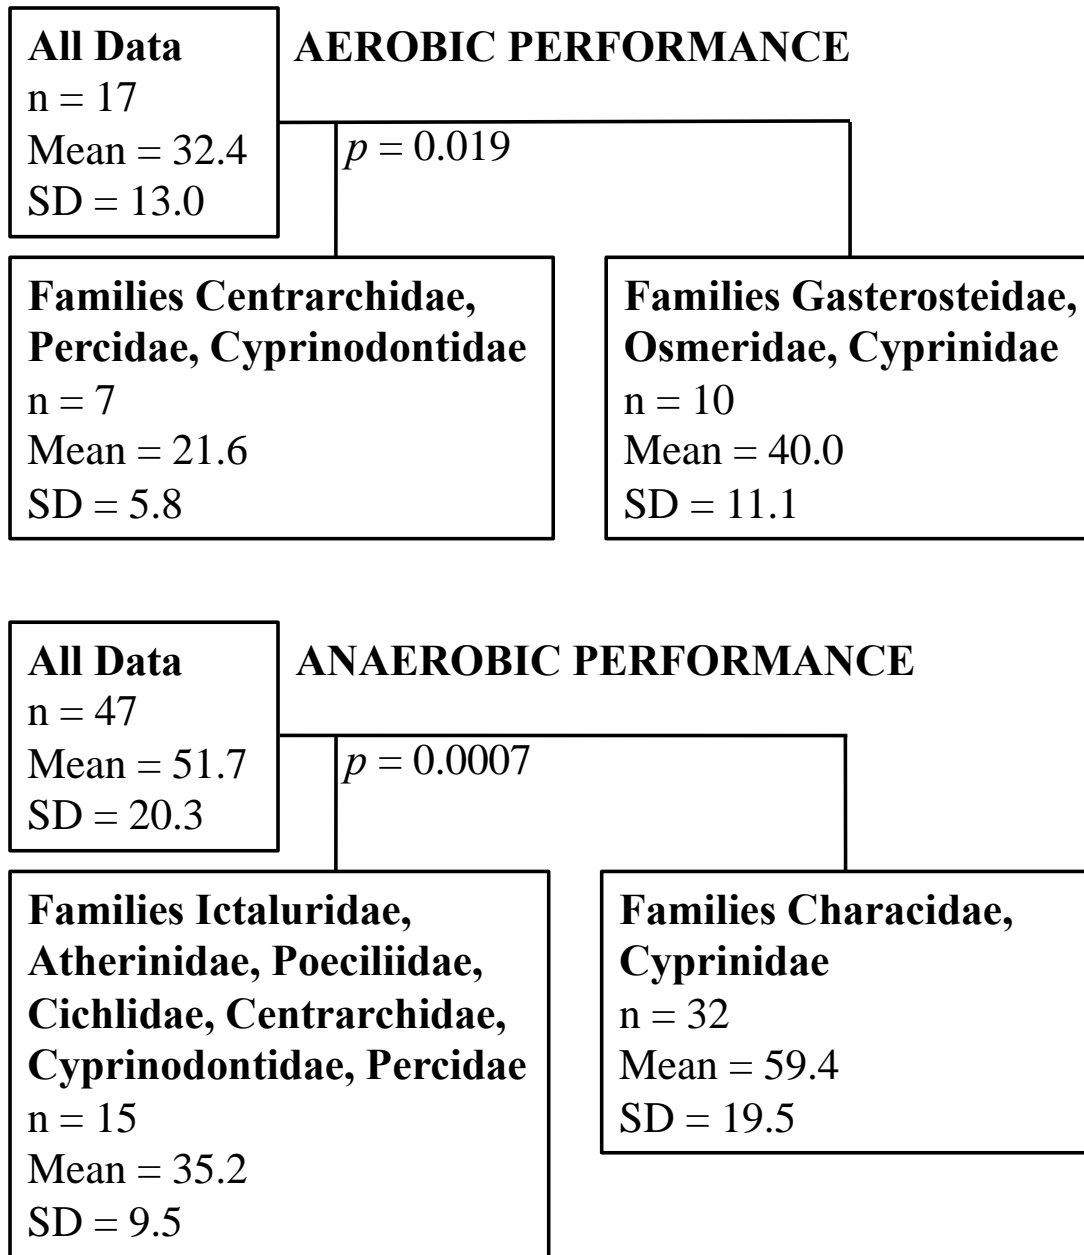 All Data
n = 17
Mean = 32.4
SD = 13.0
AEROBIC PERFORMANCE
p = 0.019
Families Centrarchidae,
Percidae, Cyprinodontidae
n = 7
Mean = 21.6
SD = 5.8
Families Gasterosteidae,
Osmeridae, Cyprinidae
n = 10
Mean = 40.0
SD = 11.1
All Data
n = 47
Mean = 51.7
SD = 20.3
ANAEROBIC PERFORMANCE
p = 0.0007
Families Ictaluridae,
Atherinidae, Poeciliidae,
Cichlidae, Centrarchidae,
Cyprinodontidae, Percidae
n = 15
Mean = 35.2
SD = 9.5
Families Characidae,
Cyprinidae
n = 32
Mean = 59.4
SD = 19.5